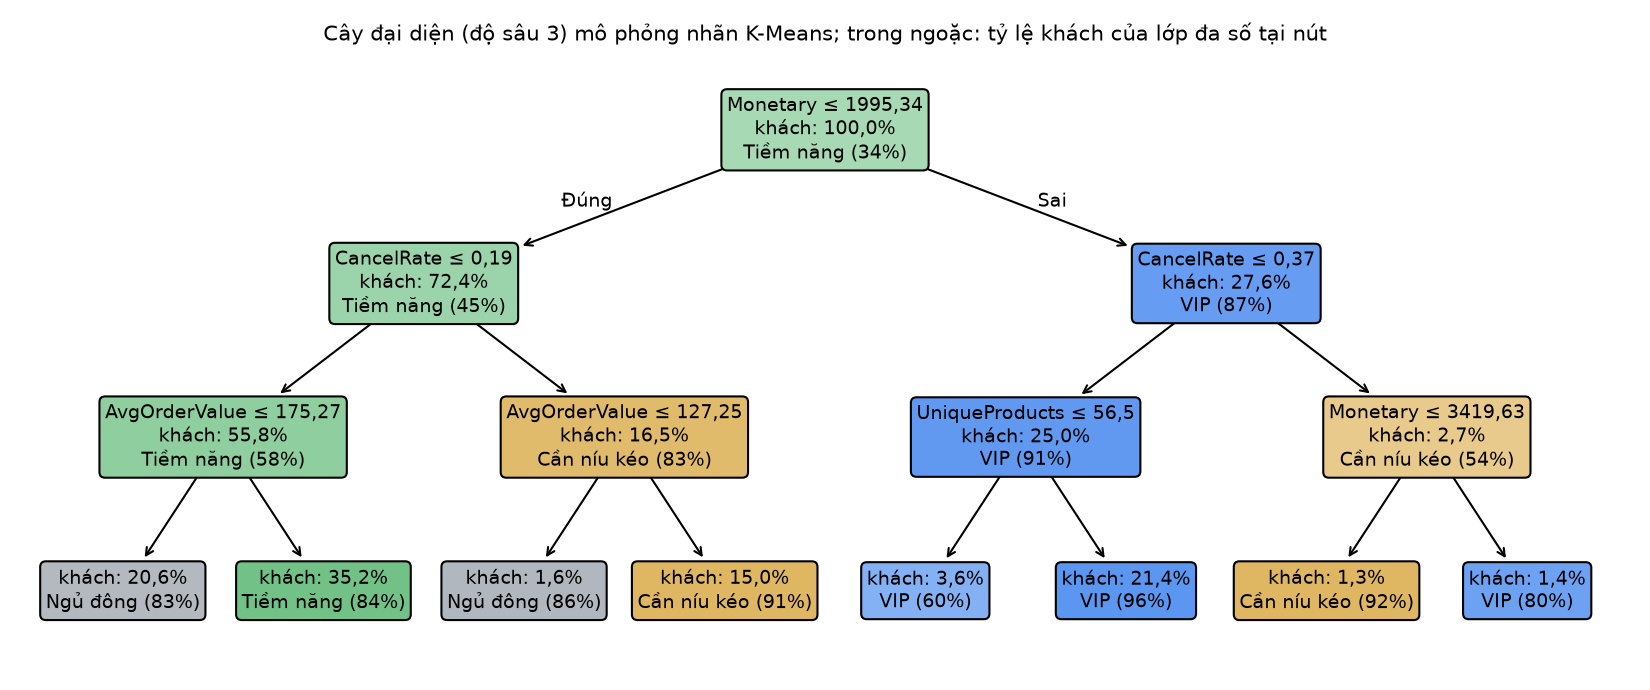 Cây đại diện (độ sâu 3) mô phỏng nhãn K-Means; trong ngoặc: tỷ lệ khách của lớp đa số tại nút
Monetary ≤ 1995,34
khách: 100,0%
Tiềm năng (34%)
Đúng
Sai
CancelRate ≤ 0,19
khách: 72,4%
Tiềm năng (45%)
CancelRate ≤ 0,37
khách: 27,6%
VIP (87%)
AvgOrderValue ≤ 175,27
khách: 55,8%
Tiềm năng (58%)
AvgOrderValue ≤ 127,25
khách: 16,5%
Cần níu kéo (83%)
UniqueProducts ≤ 56,5
khách: 25,0%
VIP (91%)
Monetary ≤ 3419,63
khách: 2,7%
Cần níu kéo (54%)
khách: 20,6%
Ngủ đông (83%)
khách: 35,2%
Tiềm năng (84%)
khách: 1,6%
Ngủ đông (86%)
khách: 15,0%
Cần níu kéo (91%)
khách: 3,6%
VIP (60%)
khách: 21,4%
VIP (96%)
khách: 1,3%
Cần níu kéo (92%)
khách: 1,4%
VIP (80%)